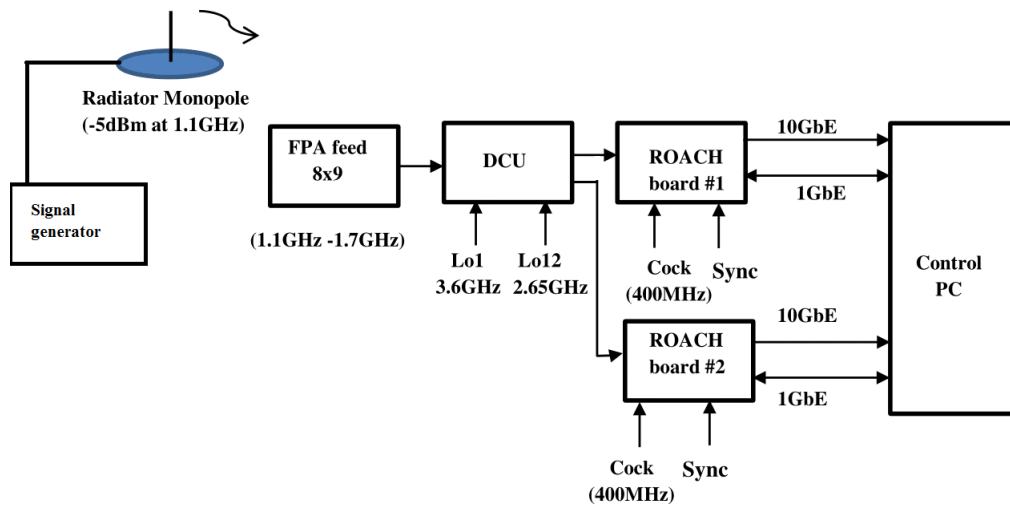 Radiator Monopole
(-5dBm at 1.1GHz)
Signal
generator
FPA feed
8x9
(1.1GHz -1.7GHz)
DCU
Lo1
3.6GHz
Lo12
2.65GHz
ROACH
board #1
Cock
(400MHz)
Sync
10GbE
1GbE
ROACH
board #2
Cock
(400MHz)
Sync
10GbE
1GbE
Control
PC